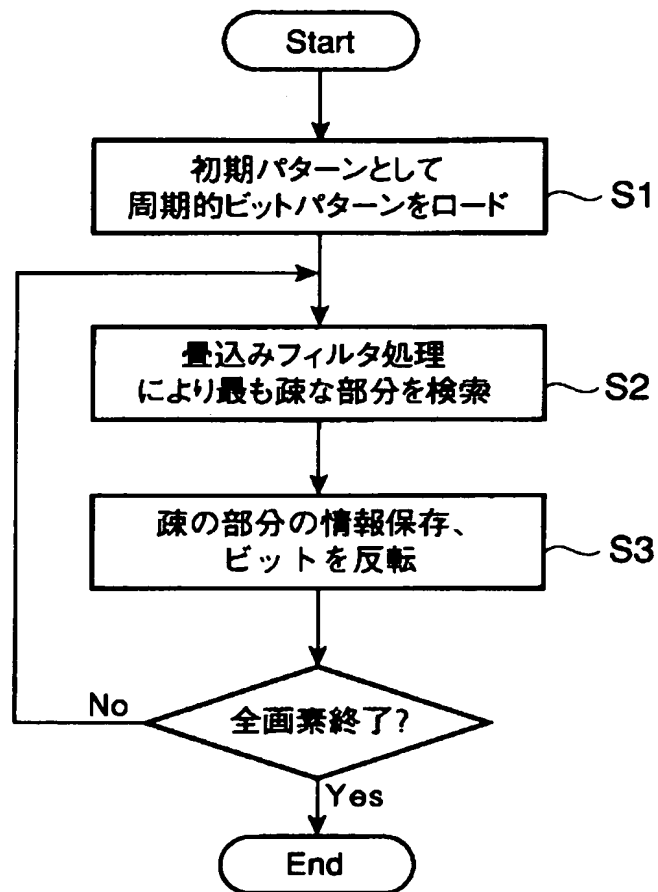 Start
初期パターンとして
周期的ビットパターンをロード
S1
畳込みフィルタ処理
により最も疎な部分を検索
S2
疎の部分の情報保存、
ビットを反転
S3
全画素終了?
No
Yes
End